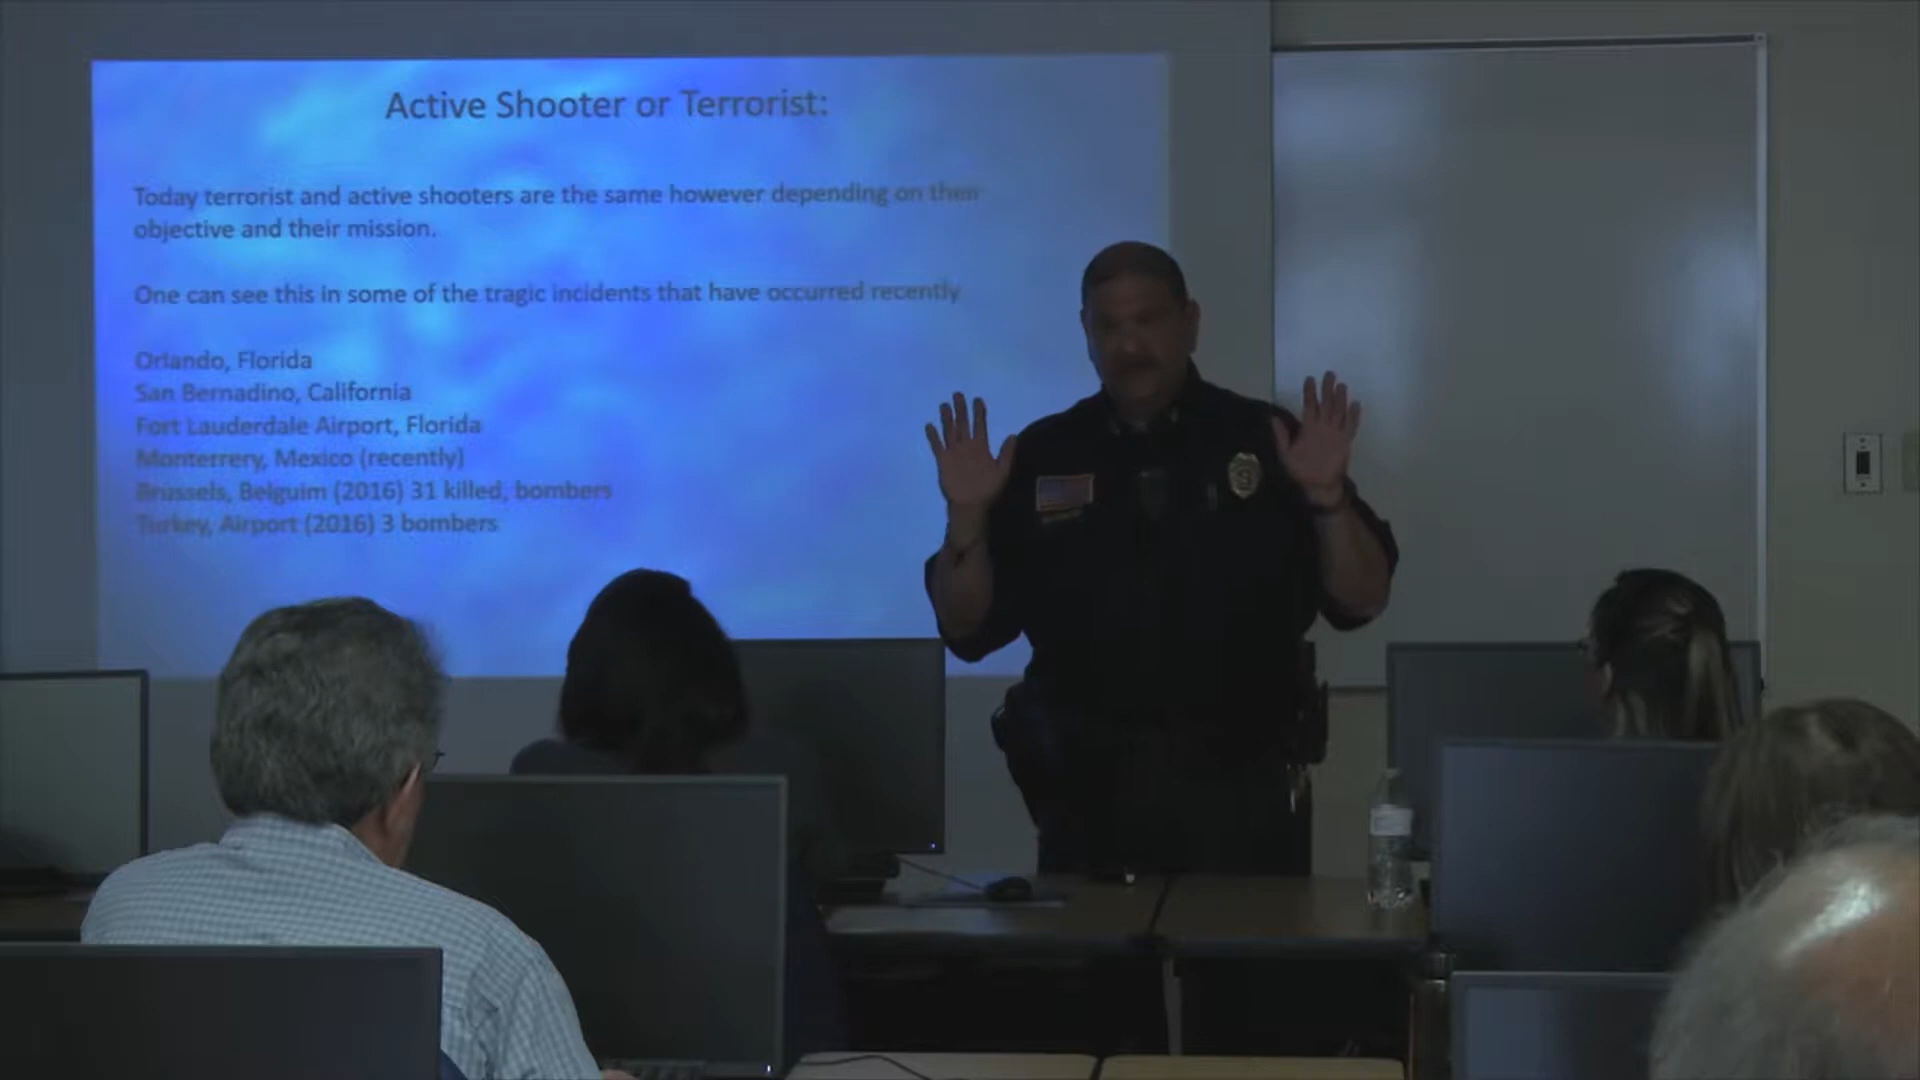 Active Shooter or Terrorist:
Today terrorist and active shooters are the same however depending on their
objective and their mission.
One can see this in some of the tragic incidents that have occurred recently
Orlando, Florida
San Bernadino, California
Fort Lauderdale Airport, Florida
Monterrery, Mexico (recently)
Brussels, Belguim (2016) 31 killed, bombers
Turkey, Airport (2016) 3 bombers